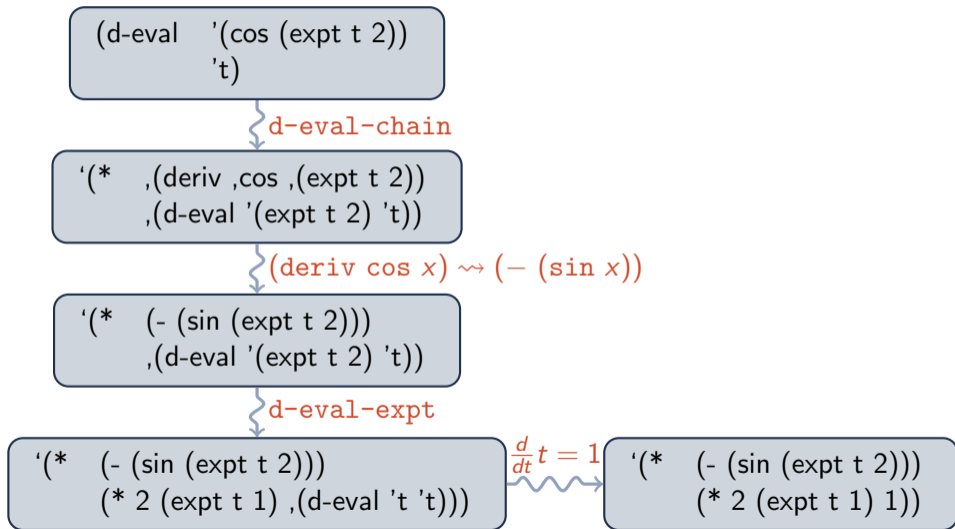 (d-eval '(cos (expt t 2))
't)
d-eval-chain
‘(* ,(deriv ,cos ,(expt t 2))
,(d-eval '(expt t 2) 't))
(deriv cos x) ⇝ (− (sin x))
‘(* (- (sin (expt t 2)))
,(d-eval '(expt t 2) 't))
d-eval-expt
‘(* (- (sin (expt t 2)))
(* 2 (expt t 1) ,(d-eval 't 't)))
d/dt t = 1
‘(* (- (sin (expt t 2)))
(* 2 (expt t 1) 1))